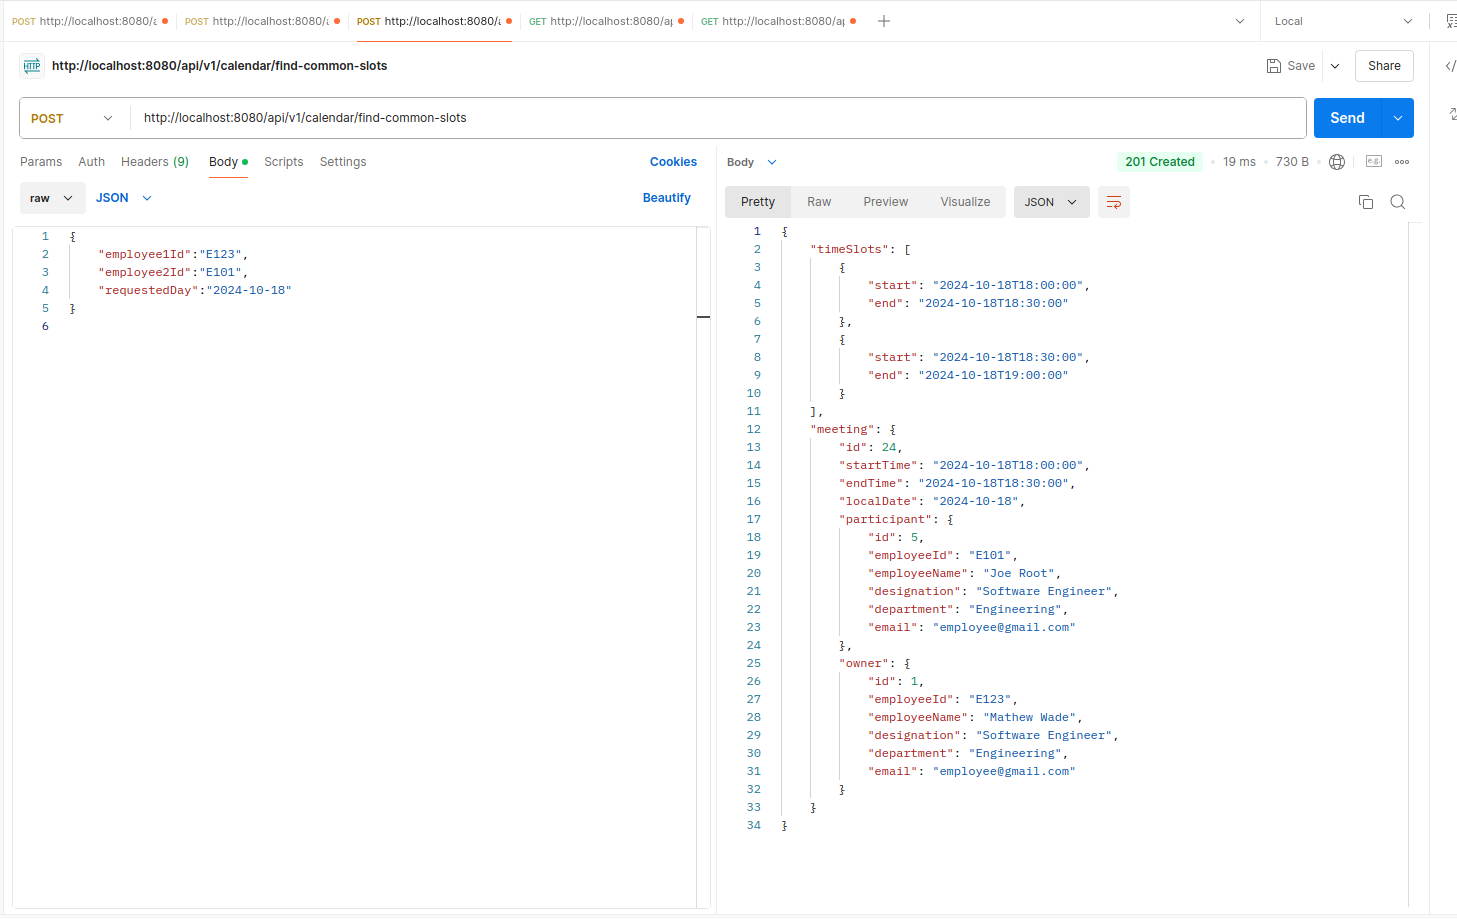 POST http://localhost:8080/a POST http://localhost:8080/a POST http://localhost:8080/a GET http://localhost:8080/ap GET http://localhost:8080/ap Local
HTTP http://localhost:8080/api/v1/calendar/find-common-slots Save Share
POST http://localhost:8080/api/v1/calendar/find-common-slots Send
Params Auth Headers (9) Body Scripts Settings Cookies
raw JSON Beautify
1 {
2 "employee1Id":"E123",
3 "employee2Id":"E101",
4 "requestedDay":"2024-10-18"
5 }
6
Body 201 Created 19 ms 730 B e.g.
Pretty Raw Preview Visualize JSON
1 {
2 "timeSlots": [
3 {
4 "start": "2024-10-18T18:00:00",
5 "end": "2024-10-18T18:30:00"
6 },
7 {
8 "start": "2024-10-18T18:30:00",
9 "end": "2024-10-18T19:00:00"
10 }
11 ],
12 "meeting": {
13 "id": 24,
14 "startTime": "2024-10-18T18:00:00",
15 "endTime": "2024-10-18T18:30:00",
16 "localDate": "2024-10-18",
17 "participant": {
18 "id": 5,
19 "employeeId": "E101",
20 "employeeName": "Joe Root",
21 "designation": "Software Engineer",
22 "department": "Engineering",
23 "email": "employee@gmail.com"
24 },
25 "owner": {
26 "id": 1,
27 "employeeId": "E123",
28 "employeeName": "Mathew Wade",
29 "designation": "Software Engineer",
30 "department": "Engineering",
31 "email": "employee@gmail.com"
32 }
33 }
34 }